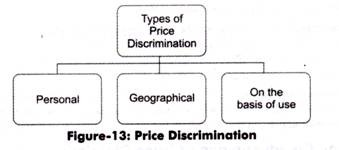 Types of
Price
Discrimination
Personal
Geographical
On the
basis of use
Figure-13: Price Discrimination